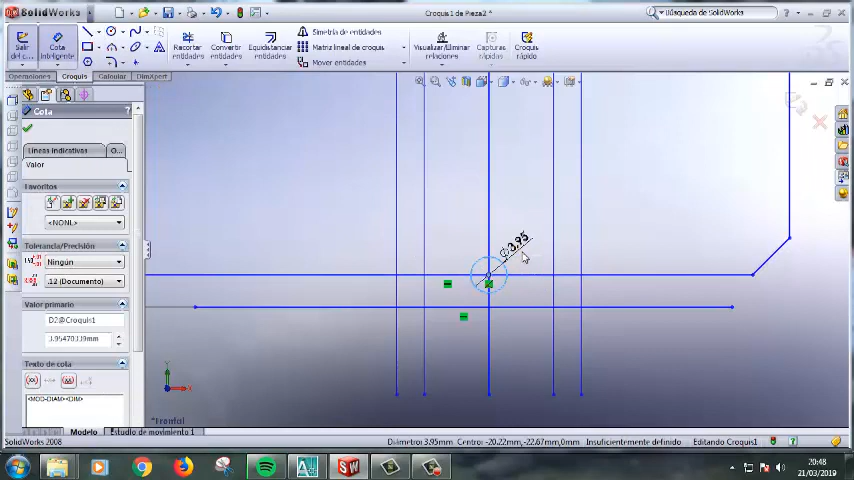 SolidWorks
Croquis1 de Pieza2 *
Búsqueda de SolidWorks
Salir del c...
Cota inteligente
Recortar entidades
Convertir entidades
Equidistanciar entidades
Simetría de entidades
Matriz lineal de croquis
Mover entidades
Visualizar/Eliminar relaciones
Capturas rápidas
Croquis rápido
Operaciones Croquis Calcular DimXpert
Cota ?
Líneas indicativas O...
Valor
Favoritos
<NONE>
Tolerancia/Precisión
Ningún
.12 (Documento)
Valor primario
D2@Croquis1
Texto de cota
<MOD-DIAM><DIM>
∅3,95
Y
X
*Frontal
Modelo Estudio de movimiento 1
SolidWorks 2008
Diámetro: 3.95mm Centro: -20.22mm,-22.67mm,0mm Insuficientemente definido Editando Croquis1
20:48
21/03/2019